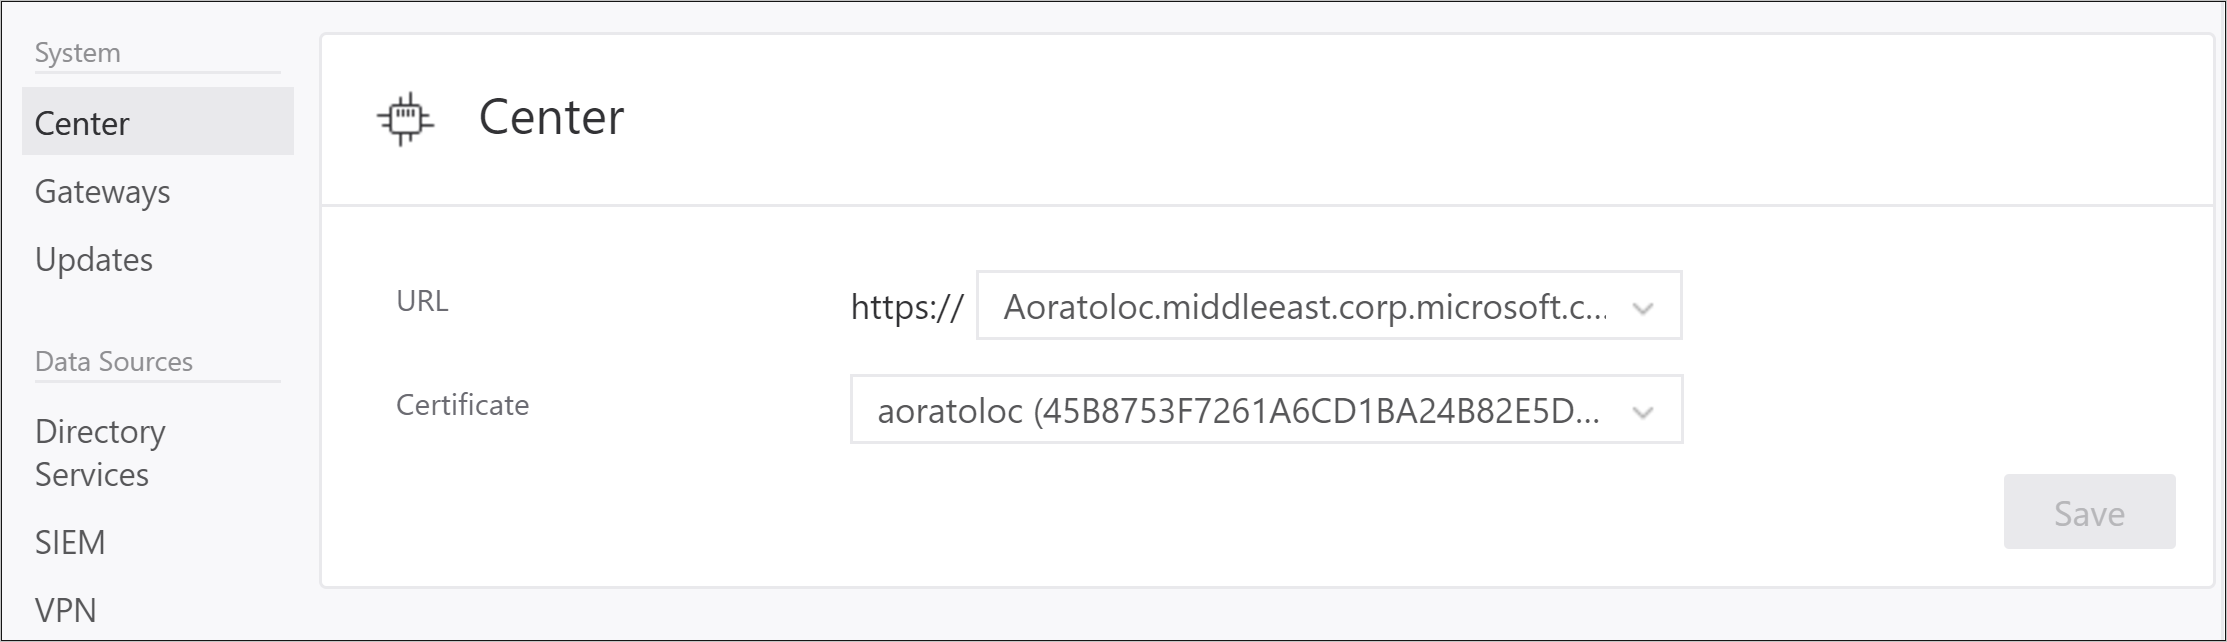 System
Center
Gateways
Updates
Data Sources
Directory
Services
SIEM
VPN
Center
URL
https:// Aoratoloc.middleeast.corp.microsoft.c...
Certificate
aoratoloc (45B8753F7261A6CD1BA24B82E5D...
Save